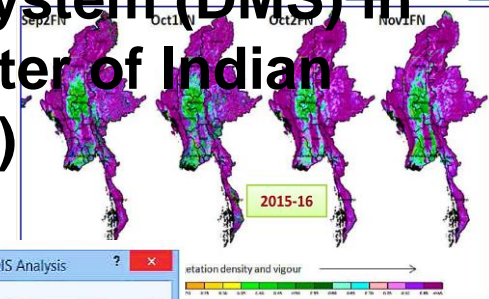 ystem (DMS) in
Sep2FN Oct1FN Oct2FN Nov1FN
ter of Indian
)
2015-16
IS Analysis ? ×
etation density and vigour